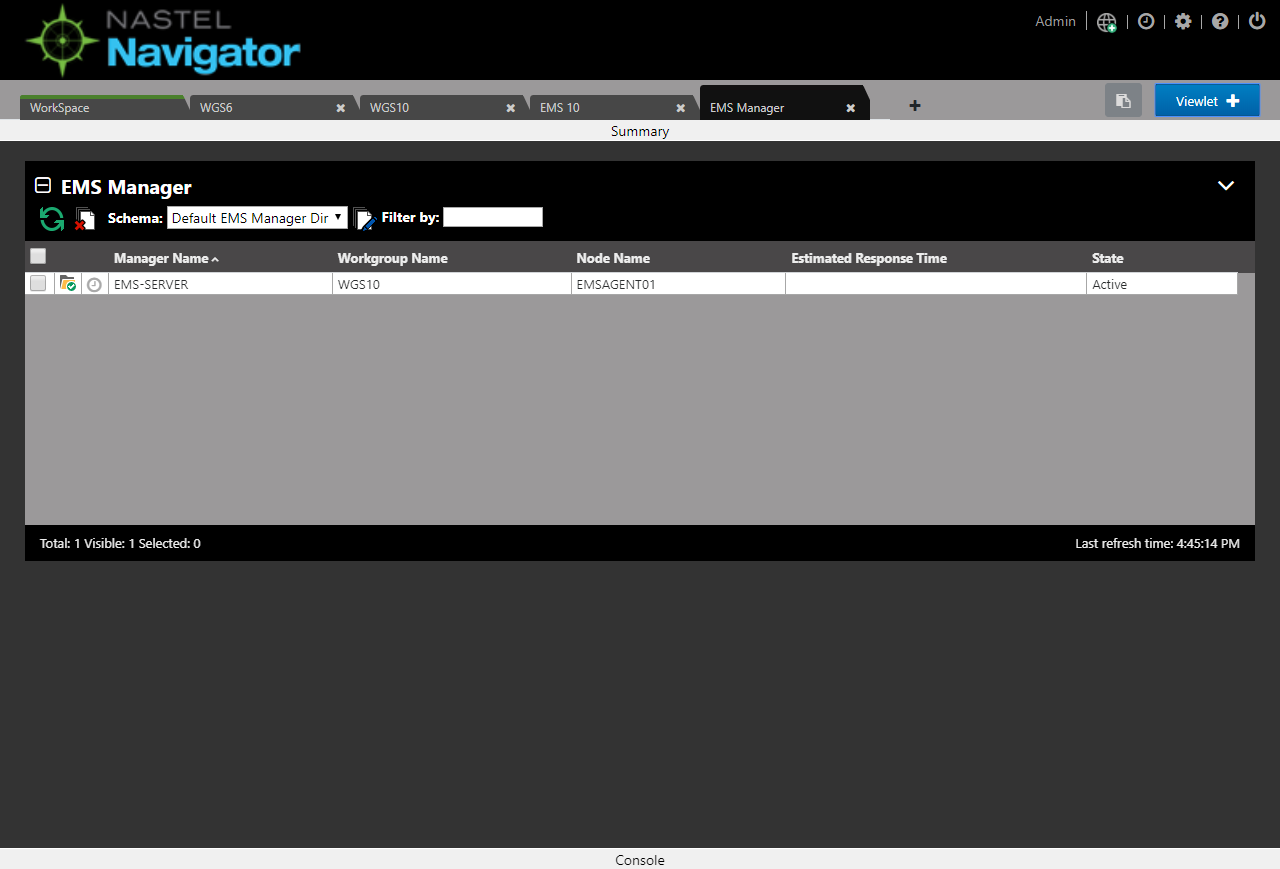 NASTEL
Navigator
Admin
WorkSpace
WGS6
WGS10
EMS 10
EMS Manager
Viewlet
Summary
EMS Manager
Schema: Default EMS Manager Dir Filter by:
Manager Name Workgroup Name Node Name Estimated Response Time State
EMS-SERVER WGS10 EMSAGENT01 Active
Total: 1 Visible: 1 Selected: 0
Last refresh time: 4:45:14 PM
Console